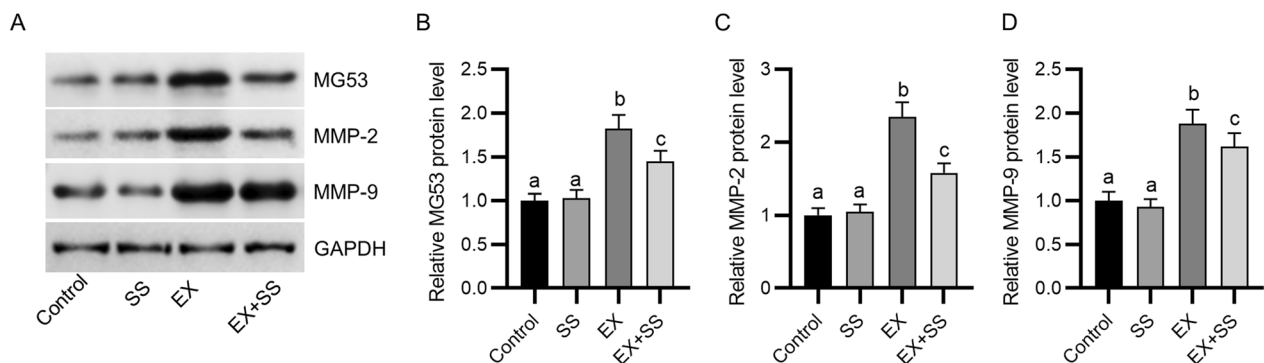 A
MG53
MMP-2
MMP-9
GAPDH
Control
SS
EX
EX+SS
B
Relative MG53 protein level
2.5
2.0
1.5
1.0
0.5
0.0
a
a
b
c
Control
SS
EX
EX+SS
C
Relative MMP-2 protein level
3
2
1
0
a
a
b
c
Control
SS
EX
EX+SS
D
Relative MMP-9 protein level
2.5
2.0
1.5
1.0
0.5
0.0
a
a
b
c
Control
SS
EX
EX+SS